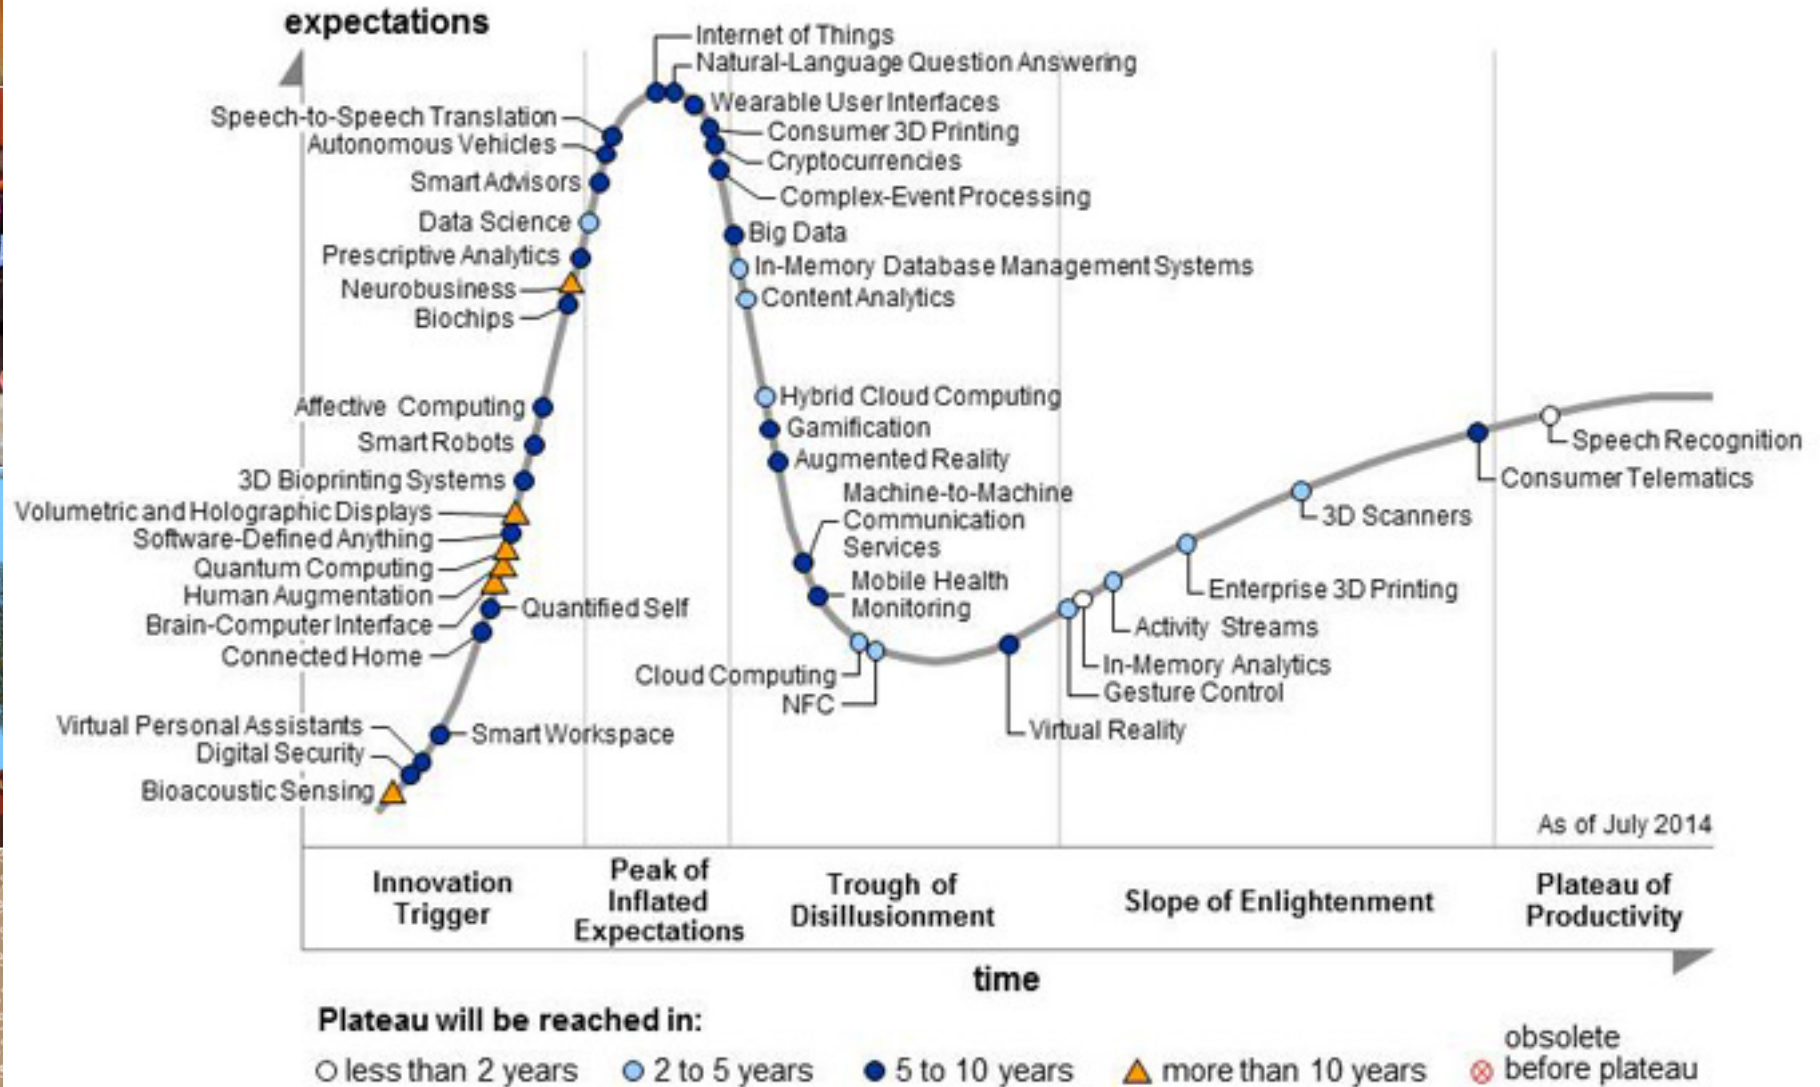 expectations
Internet of Things
Natural-Language Question Answering
Wearable User Interfaces
Consumer 3D Printing
Cryptocurrencies
Complex-Event Processing
Speech-to-Speech Translation
Autonomous Vehicles
Smart Advisors
Data Science
Prescriptive Analytics
Neurobusiness
Biochips
Big Data
In-Memory Database Management Systems
Content Analytics
Affective Computing
Smart Robots
3D Bioprinting Systems
Volumetric and Holographic Displays
Software-Defined Anything
Quantum Computing
Human Augmentation
Brain-Computer Interface
Connected Home
Quantified Self
Hybrid Cloud Computing
Gamification
Augmented Reality
Machine-to-Machine
Communication
Services
Mobile Health
Monitoring
Cloud Computing
NFC
Virtual Personal Assistants
Digital Security
Bioacoustic Sensing
Smart Workspace
Speech Recognition
Consumer Telematics
3D Scanners
Enterprise 3D Printing
Activity Streams
In-Memory Analytics
Gesture Control
Virtual Reality
As of July 2014
Innovation
Trigger
Peak of
Inflated
Expectations
Trough of
Disillusionment
Slope of Enlightenment
Plateau of
Productivity
time
Plateau will be reached in:
less than 2 years
2 to 5 years
5 to 10 years
more than 10 years
obsolete
before plateau